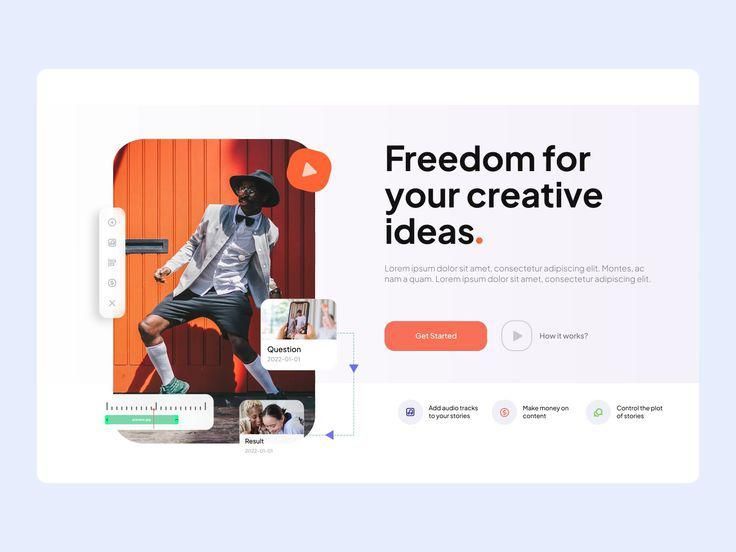 Freedom for
your creative
ideas.
Lorem ipsum dolor sit amet, consectetur adipiscing elit. Montes, ac
nam a quam. Lorem ipsum dolor sit amet, consectetur adipiscing elit.
Get Started
How it works?
Question
2022-01-01
Result
2022-01-01
Add audio tracks
to your stories
Make money on
content
Control the plot
of stories